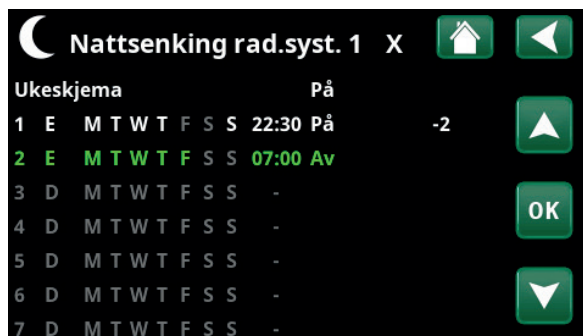 Nattsenking rad.syst. 1 X
Ukeskjema På
1 E M T W T F S S 22:30 På -2
2 E M T W T F S S 07:00 Av
3 D M T W T F S S -
4 D M T W T F S S -
OK
5 D M T W T F S S -
6 D M T W T F S S -
7 D M T W T F S S -